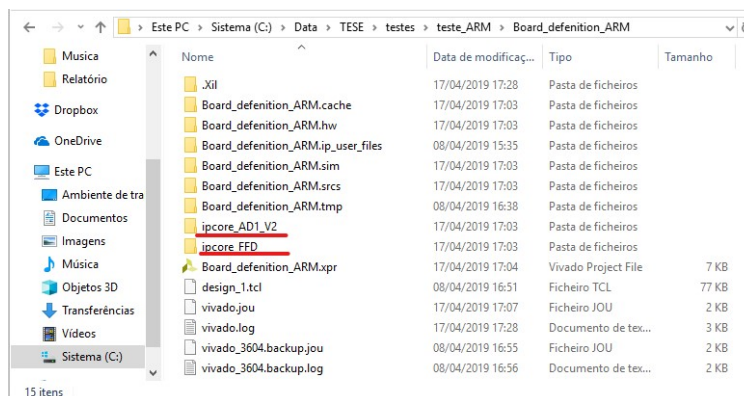 Este PC > Sistema (C:) > Data > TESE > testes > teste_ARM > Board_defenition_ARM
Musica
Relatório
Dropbox
OneDrive
Este PC
Ambiente de tra
Documentos
Imagens
Música
Objetos 3D
Transferências
Vídeos
Sistema (C:)
Nome Data de modificaç... Tipo Tamanho
.Xil 17/04/2019 17:28 Pasta de ficheiros
Board_defenition_ARM.cache 17/04/2019 17:03 Pasta de ficheiros
Board_defenition_ARM.hw 17/04/2019 17:03 Pasta de ficheiros
Board_defenition_ARM.ip_user_files 08/04/2019 15:35 Pasta de ficheiros
Board_defenition_ARM.sim 17/04/2019 17:03 Pasta de ficheiros
Board_defenition_ARM.srcs 17/04/2019 17:03 Pasta de ficheiros
Board_defenition_ARM.tmp 08/04/2019 16:38 Pasta de ficheiros
ipcore_AD1_V2 17/04/2019 17:03 Pasta de ficheiros
ipcore_FFD 17/04/2019 17:03 Pasta de ficheiros
Board_defenition_ARM.xpr 17/04/2019 17:04 Vivado Project File 7 KB
design_1.tcl 08/04/2019 16:51 Ficheiro TCL 77 KB
vivado.jou 17/04/2019 17:07 Ficheiro JOU 2 KB
vivado.log 17/04/2019 17:28 Documento de tex... 3 KB
vivado_3604.backup.jou 08/04/2019 16:55 Ficheiro JOU 2 KB
vivado_3604.backup.log 08/04/2019 16:56 Documento de tex... 2 KB
15 itens